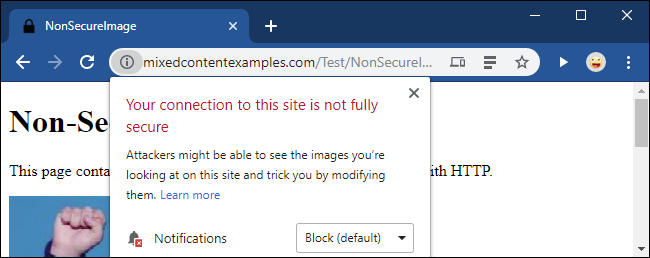 NonSecureImage
mixedcontentexamples.com/Test/NonSecureI...
Your connection to this site is not fully
secure
Attackers might be able to see the images you're
looking at on this site and trick you by modifying
them. Learn more
Notifications
Block (default)
Non-Se
This page conta
ith HTTP.